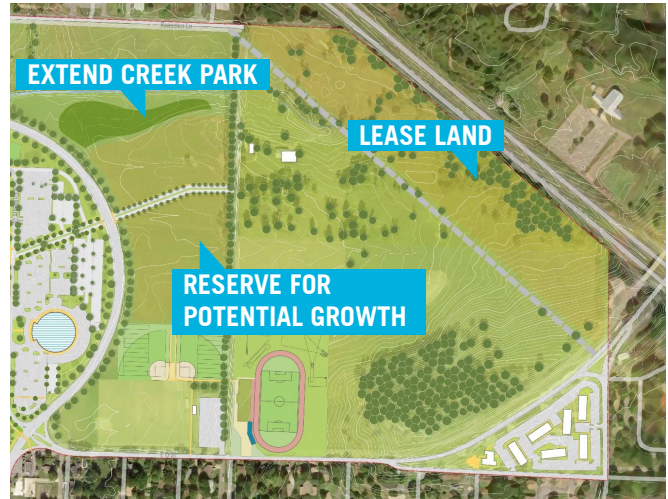 EXTEND CREEK PARK
LEASE LAND
RESERVE FOR
POTENTIAL GROWTH